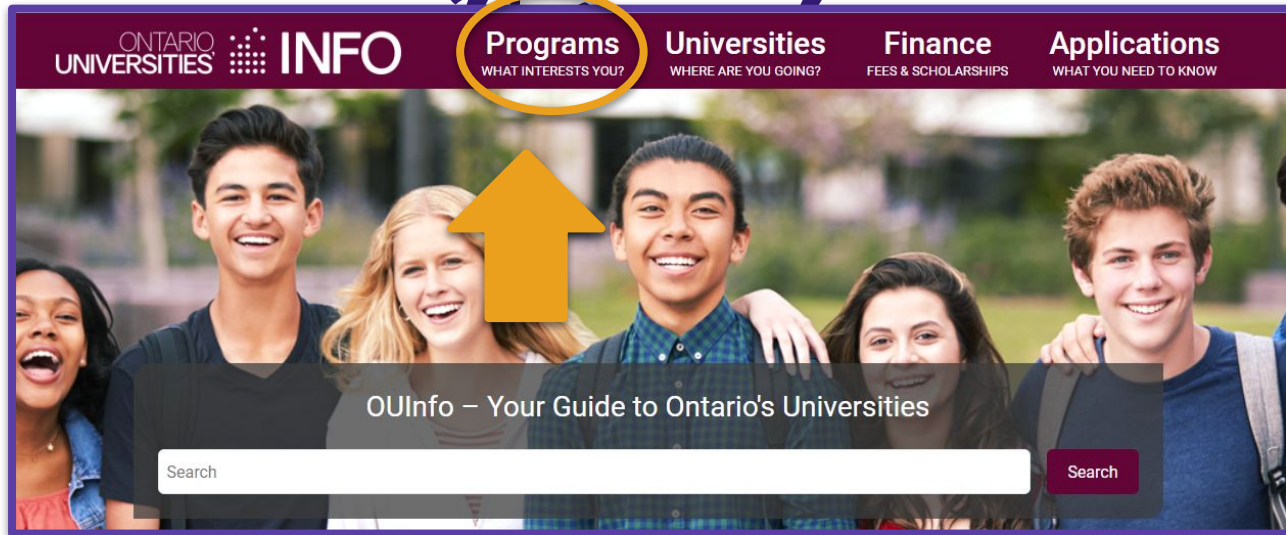 ONTARIO
UNIVERSITIES' INFO
Programs
WHAT INTERESTS YOU?
Universities
WHERE ARE YOU GOING?
Finance
FEES & SCHOLARSHIPS
Applications
WHAT YOU NEED TO KNOW
OUInfo – Your Guide to Ontario's Universities
Search
Search